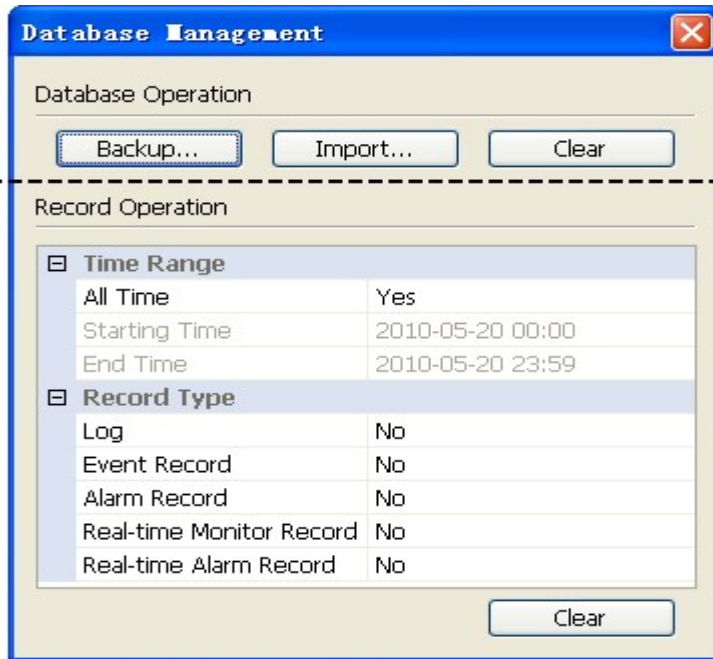 Database Management
Database Operation
Backup... Import... Clear
Record Operation
Time Range
All Time Yes
Starting Time 2010-05-20 00:00
End Time 2010-05-20 23:59
Record Type
Log No
Event Record No
Alarm Record No
Real-time Monitor Record No
Real-time Alarm Record No
Clear